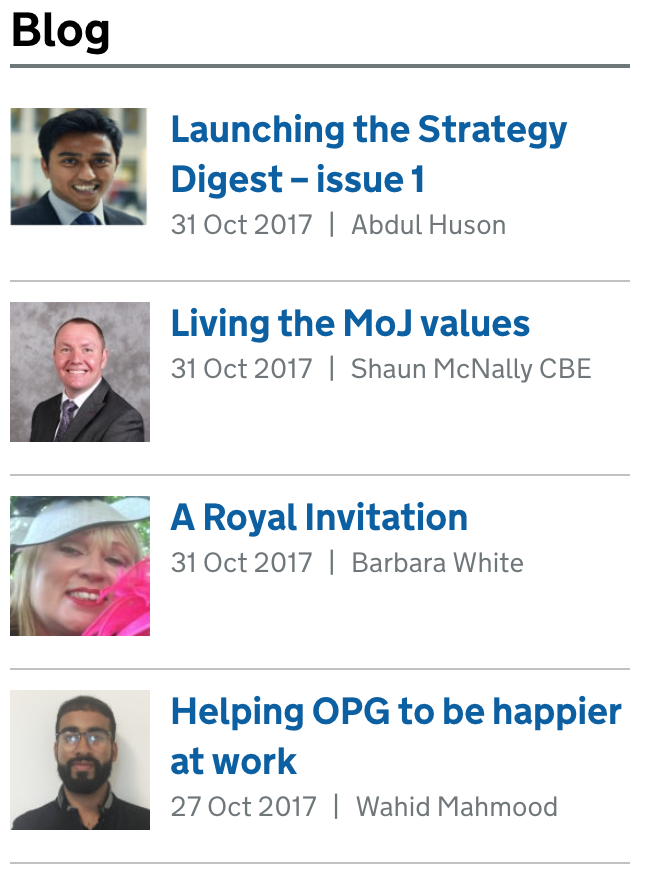 Blog
Launching the Strategy
Digest – issue 1
31 Oct 2017 | Abdul Huson
Living the MoJ values
31 Oct 2017 | Shaun McNally CBE
A Royal Invitation
31 Oct 2017 | Barbara White
Helping OPG to be happier
at work
27 Oct 2017 | Wahid Mahmood